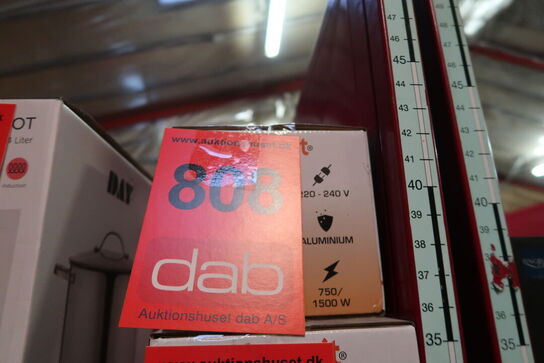 OT
Liter
Induction
DAY
www.auktionshuset.dk
808
dab
Auktionshuset dab A/S
220 - 240 V
ALUMINIUM
750/
1500 W
www.auktionshuset.dk
47
46
45
44
43
42
41
40
39
38
37
36
35
45
44
43
42
41
40
39
38
37
36
35